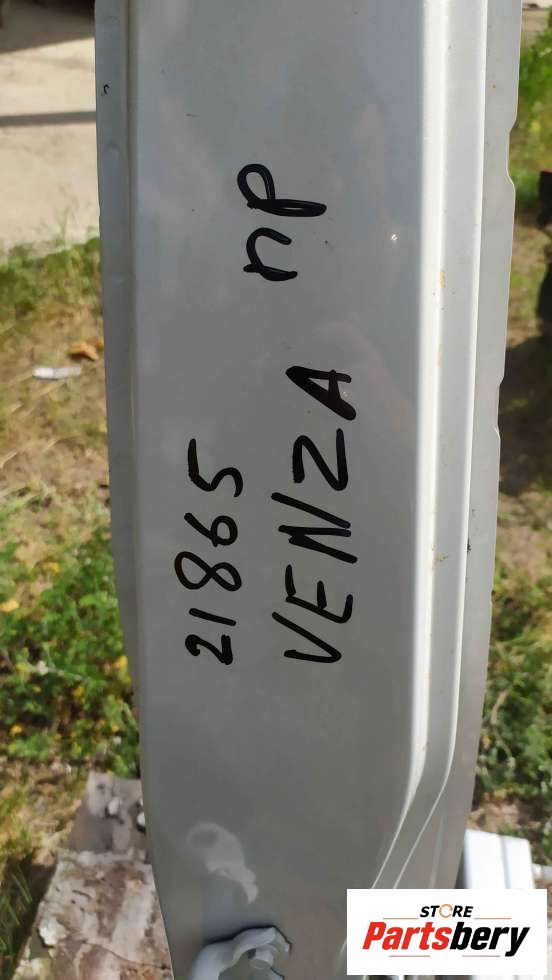 21865
VENZA пР
STORE
Partsbery